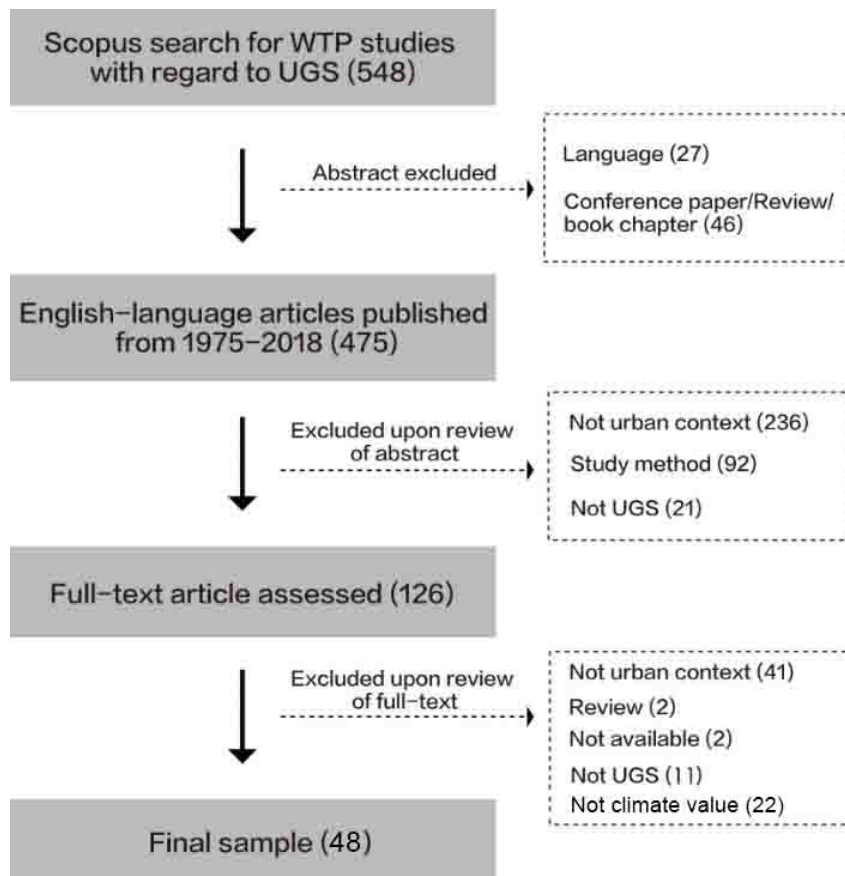 Scopus search for WTP studies
with regard to UGS (548)
Abstract excluded
Language (27)
Conference paper/Review/
book chapter (46)
English-language articles published
from 1975-2018 (475)
Excluded upon review
of abstract
Not urban context (236)
Study method (92)
Not UGS (21)
Full-text article assessed (126)
Excluded upon review
of full-text
Not urban context (41)
Review (2)
Not available (2)
Not UGS (11)
Not climate value (22)
Final sample (48)